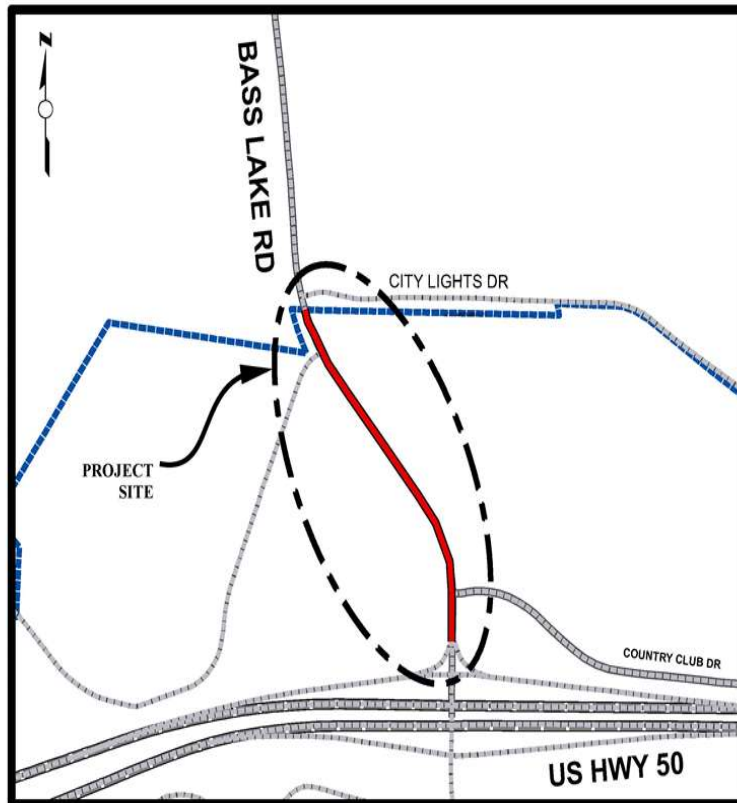 Z
BASS LAKE RD
CITY LIGHTS DR
PROJECT
SITE
COUNTRY CLUB DR
US HWY 50